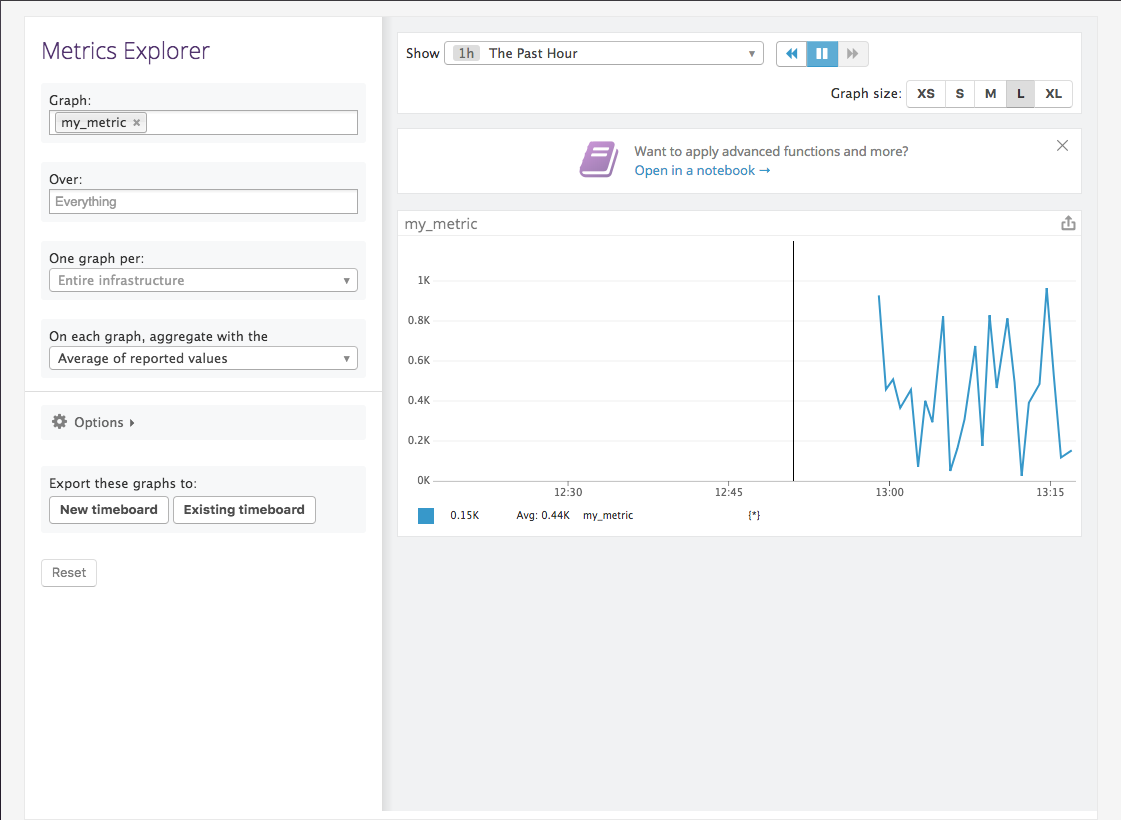 Metrics Explorer
Graph:
my_metric ×
Over:
Everything
One graph per:
Entire infrastructure
On each graph, aggregate with the
Average of reported values
Options
Export these graphs to:
New timeboard Existing timeboard
Reset
Show 1h The Past Hour
Graph size: XS S M L XL
Want to apply advanced functions and more?
Open in a notebook →
my_metric
1K
0.8K
0.6K
0.4K
0.2K
0K
12:30 12:45 13:00 13:15
0.15K Avg: 0.44K my_metric {*}